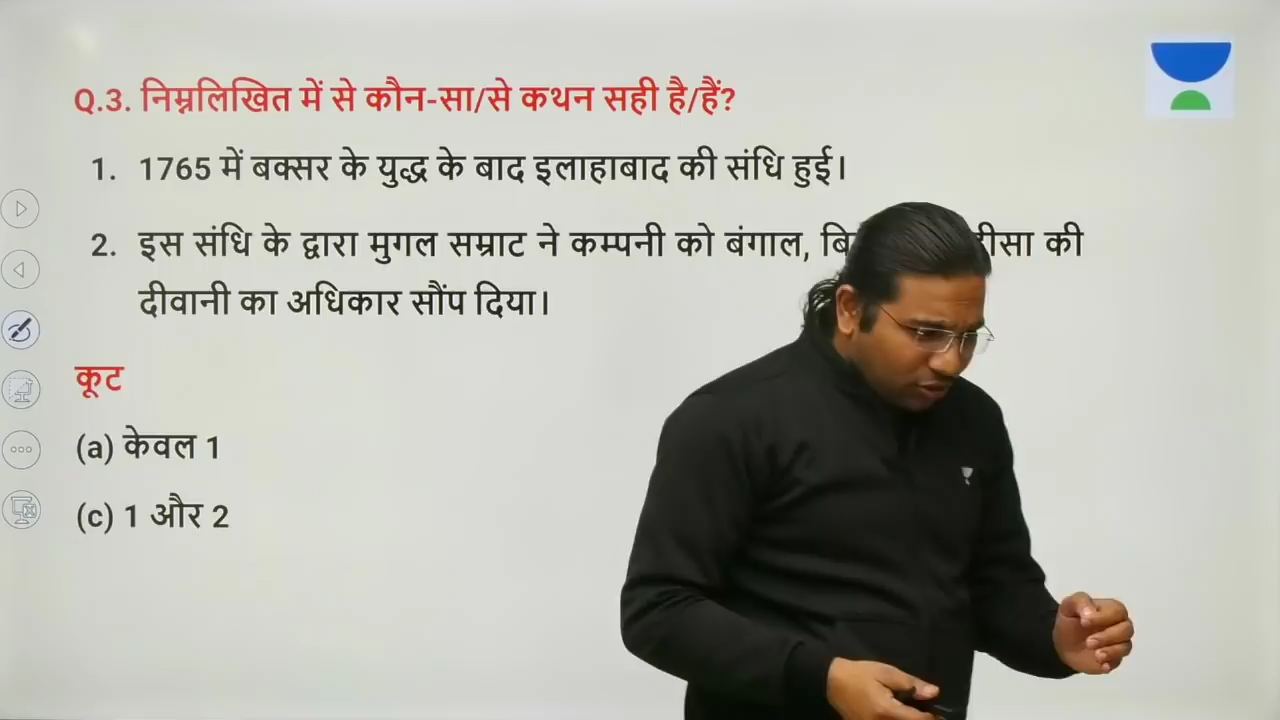 Q.3. निम्नलिखित में से कौन-सा/से कथन सही है/हैं?
1. 1765 में बक्सर के युद्ध के बाद इलाहाबाद की संधि हुई।
2. इस संधि के द्वारा मुगल सम्राट ने कम्पनी को बंगाल, की
दीवानी का अधिकार सौंप दिया।
कूट
(a) केवल 1
(c) 1 और 2